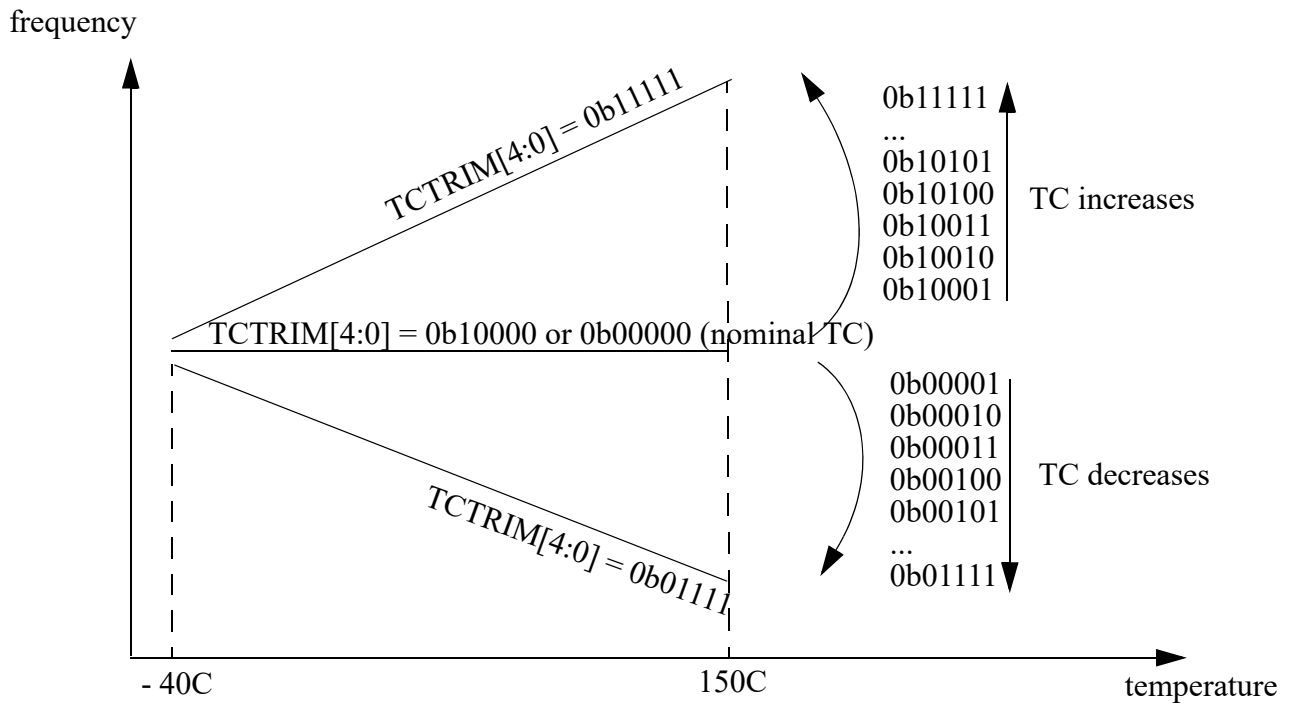 frequency
TCTRIM[4:0] = 0b11111
0b11111
...
0b10101
0b10100
0b10011
0b10010
0b10001
TC increases
TCTRIM[4:0] = 0b10000 or 0b00000 (nominal TC)
0b00001
0b00010
0b00011
0b00100
0b00101
...
0b01111
TC decreases
TCTRIM[4:0] = 0b01111
- 40C
150C
temperature